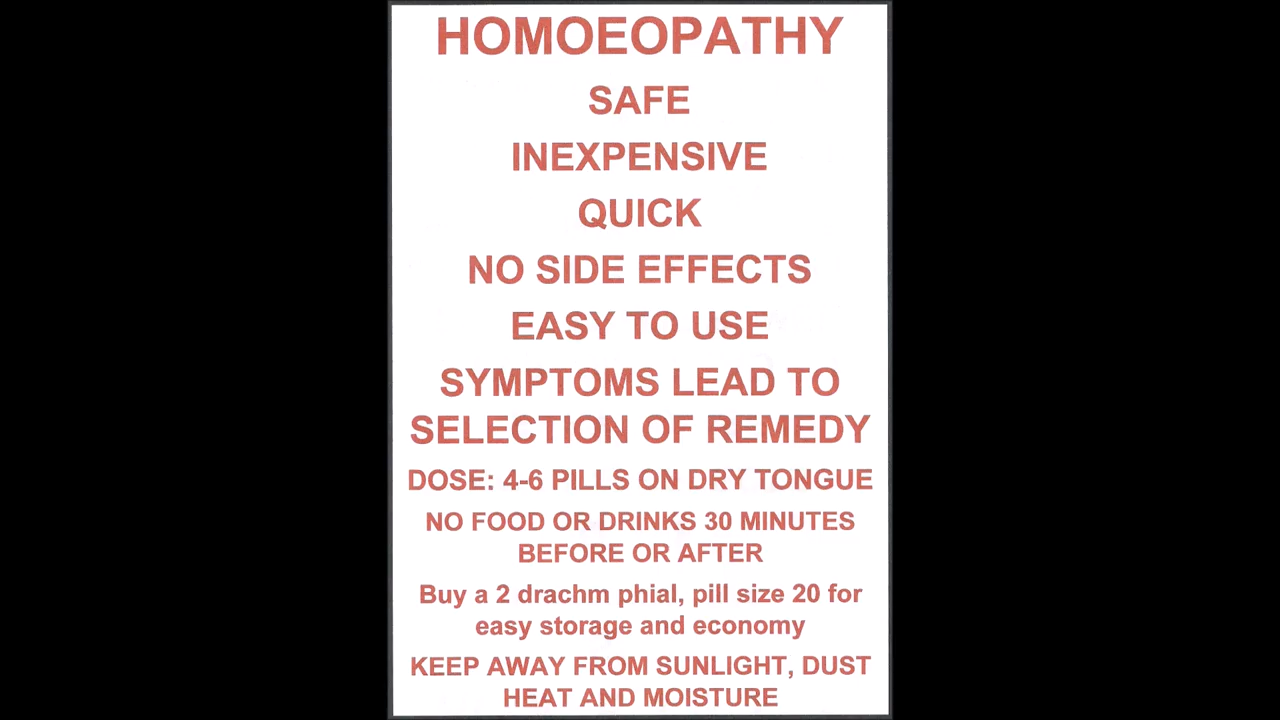 HOMOEOPATHY
SAFE
INEXPENSIVE
QUICK
NO SIDE EFFECTS
EASY TO USE
SYMPTOMS LEAD TO
SELECTION OF REMEDY
DOSE: 4-6 PILLS ON DRY TONGUE
NO FOOD OR DRINKS 30 MINUTES
BEFORE OR AFTER
Buy a 2 drachm phial, pill size 20 for
easy storage and economy
KEEP AWAY FROM SUNLIGHT, DUST
HEAT AND MOISTURE